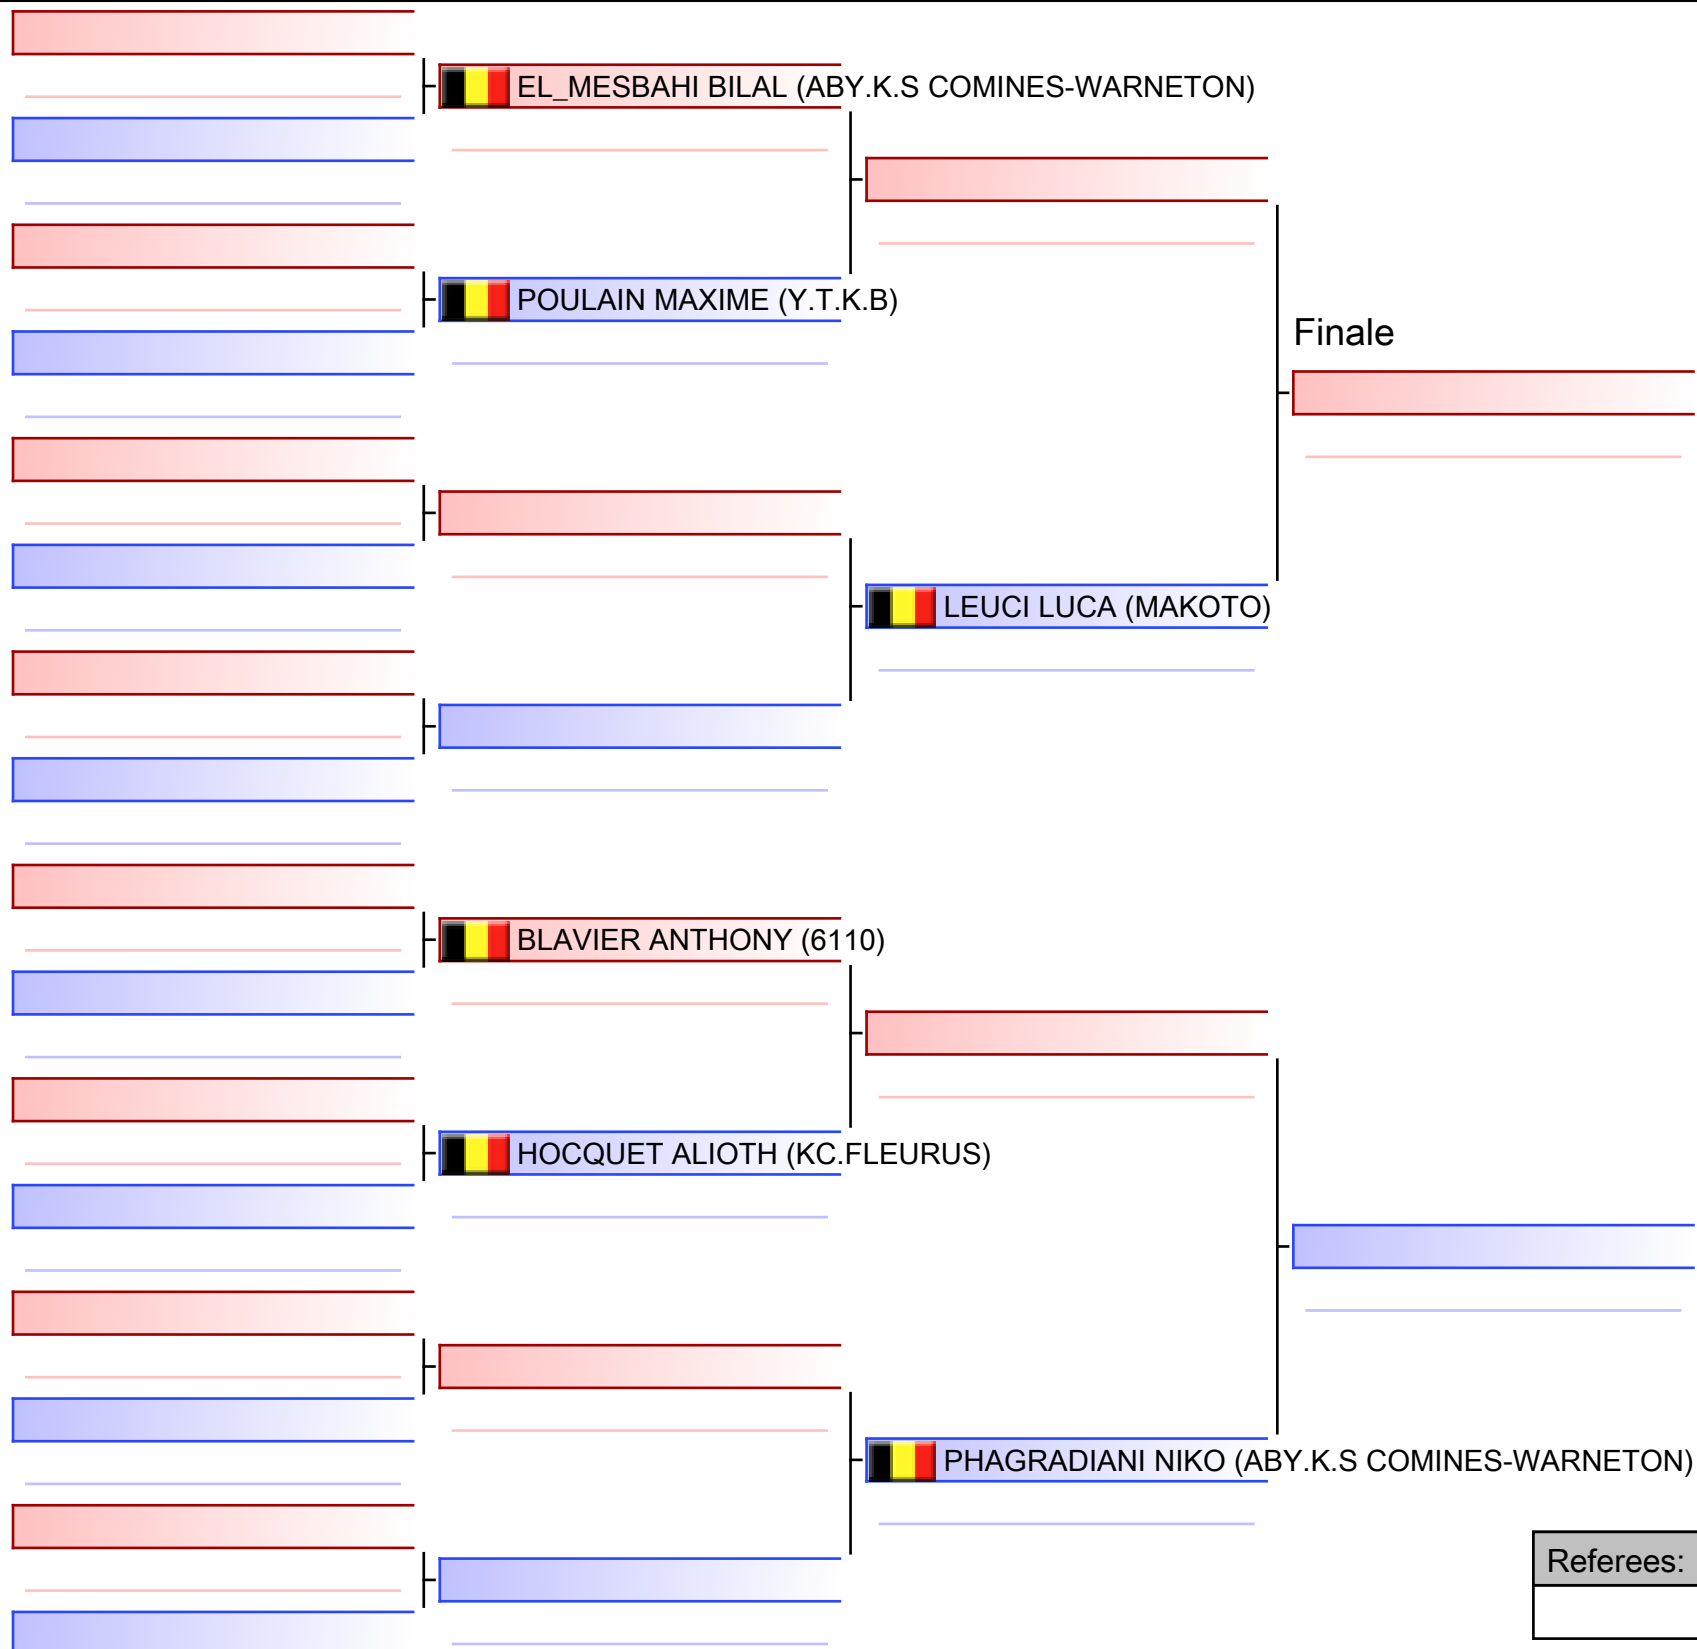 EL_MESBAHI BILAL (ABY.K.S COMINES-WARNETON)
POULAIN MAXIME (Y.T.K.B)
Finale
LEUCI LUCA (MAKOTO)
BLAVIER ANTHONY (6110)
HOCQUET ALIOTH (KC.FLEURUS)
PHAGRADIANI NIKO (ABY.K.S COMINES-WARNETON)
Referees: